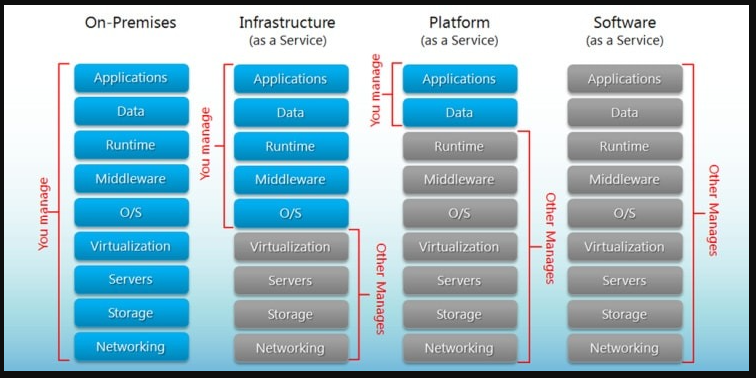 On-Premises
You manage
Applications
Data
Runtime
Middleware
O/S
Virtualization
Servers
Storage
Networking
Infrastructure
(as a Service)
You manage
Applications
Data
Runtime
Middleware
O/S
Virtualization
Servers
Storage
Networking
Other Manages
Platform
(as a Service)
You manage
Applications
Data
Runtime
Middleware
O/S
Virtualization
Servers
Storage
Networking
Other Manages
Software
(as a Service)
Applications
Data
Runtime
Middleware
O/S
Virtualization
Servers
Storage
Networking
Other Manages